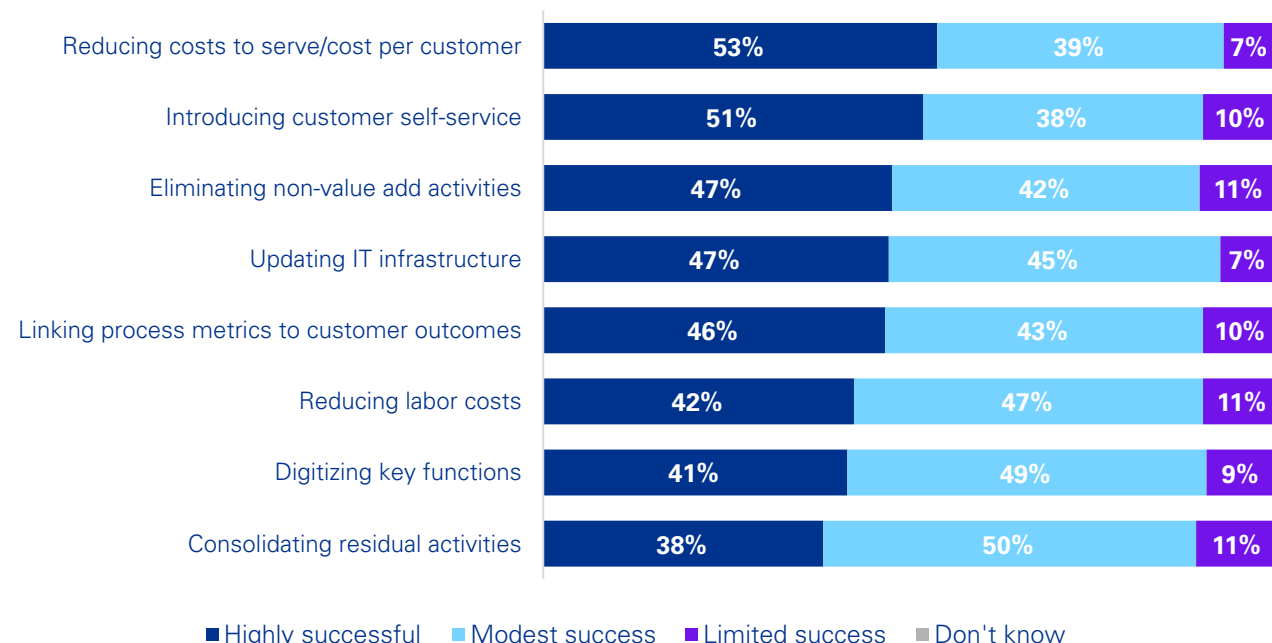 Reducing costs to serve/cost per customer 53% 39% 7%
Introducing customer self-service 51% 38% 10%
Eliminating non-value add activities 47% 42% 11%
Updating IT infrastructure 47% 45% 7%
Linking process metrics to customer outcomes 46% 43% 10%
Reducing labor costs 42% 47% 11%
Digitizing key functions 41% 49% 9%
Consolidating residual activities 38% 50% 11%
Highly successful Modest success Limited success Don't know